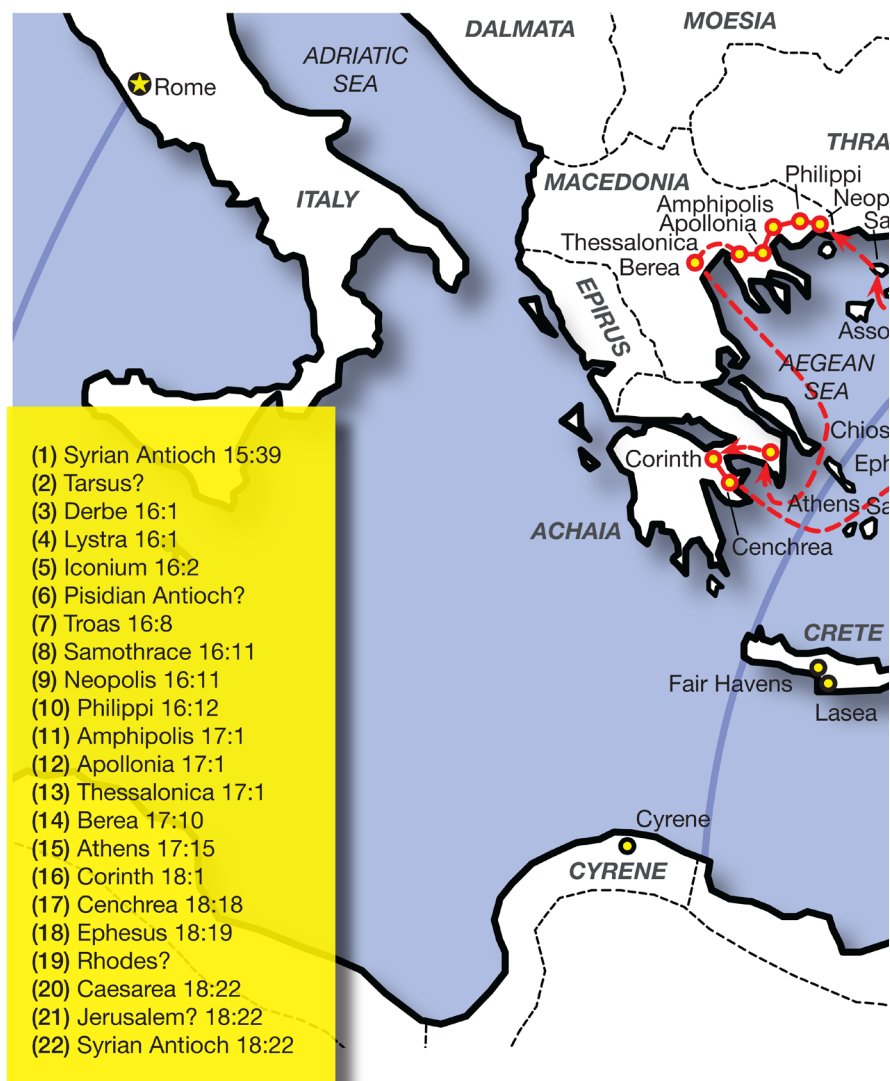 DALMATA
MOESIA
ADRIATIC
SEA
Rome
THRA
ITALY
MACEDONIA
Philippi
Amphipolis
Neop
Apollonia
Sa
Thessalonica
Berea
EPIRUS
Asso
AEGEAN
SEA
Chios
Corinth
Eph
Athens
Sa
ACHAIA
Cenchrea
CRETE
Fair Havens
Lasea
Cyrene
CYRENE
(1) Syrian Antioch 15:39
(2) Tarsus?
(3) Derbe 16:1
(4) Lystra 16:1
(5) Iconium 16:2
(6) Pisidian Antioch?
(7) Troas 16:8
(8) Samothrace 16:11
(9) Neopolis 16:11
(10) Philippi 16:12
(11) Amphipolis 17:1
(12) Apollonia 17:1
(13) Thessalonica 17:1
(14) Berea 17:10
(15) Athens 17:15
(16) Corinth 18:1
(17) Cenchrea 18:18
(18) Ephesus 18:19
(19) Rhodes?
(20) Caesarea 18:22
(21) Jerusalem? 18:22
(22) Syrian Antioch 18:22